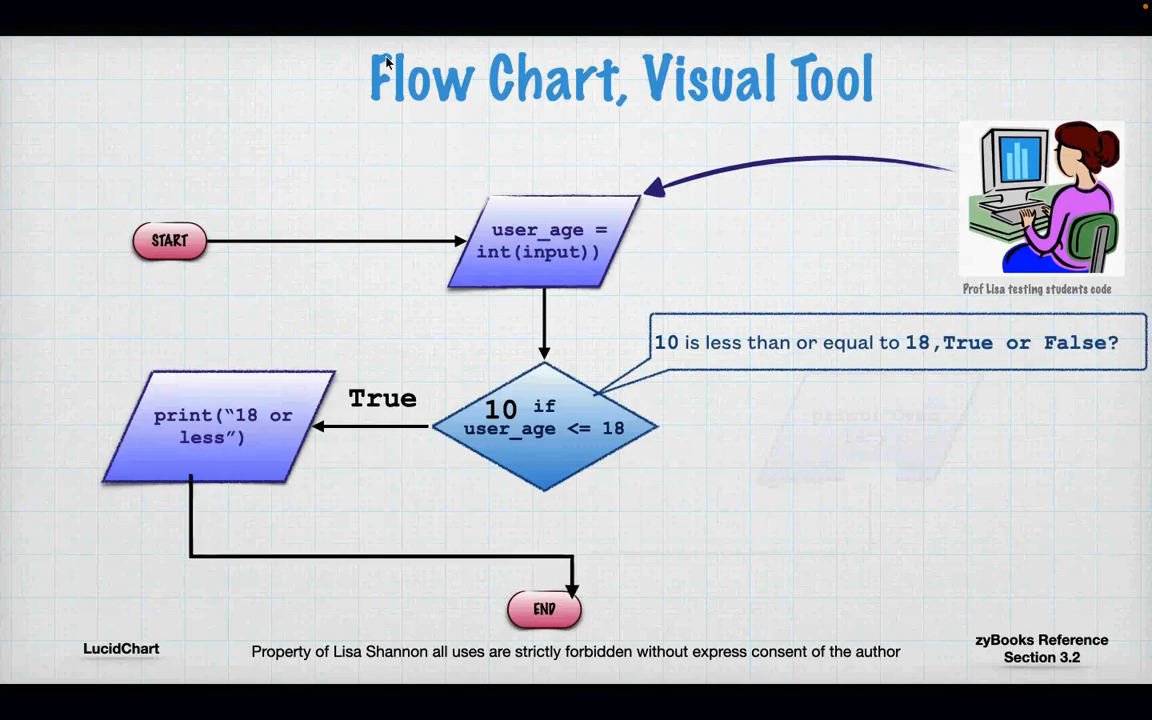 Flow Chart, Visual Tool
START
user_age =
int(input))
Prof Lisa testing students code
10 is less than or equal to 18,True or False?
True
10 if
user_age <= 18
print(“18 or
less”)
END
LucidChart
Property of Lisa Shannon all uses are strictly forbidden without express consent of the author
zyBooks Reference
Section 3.2